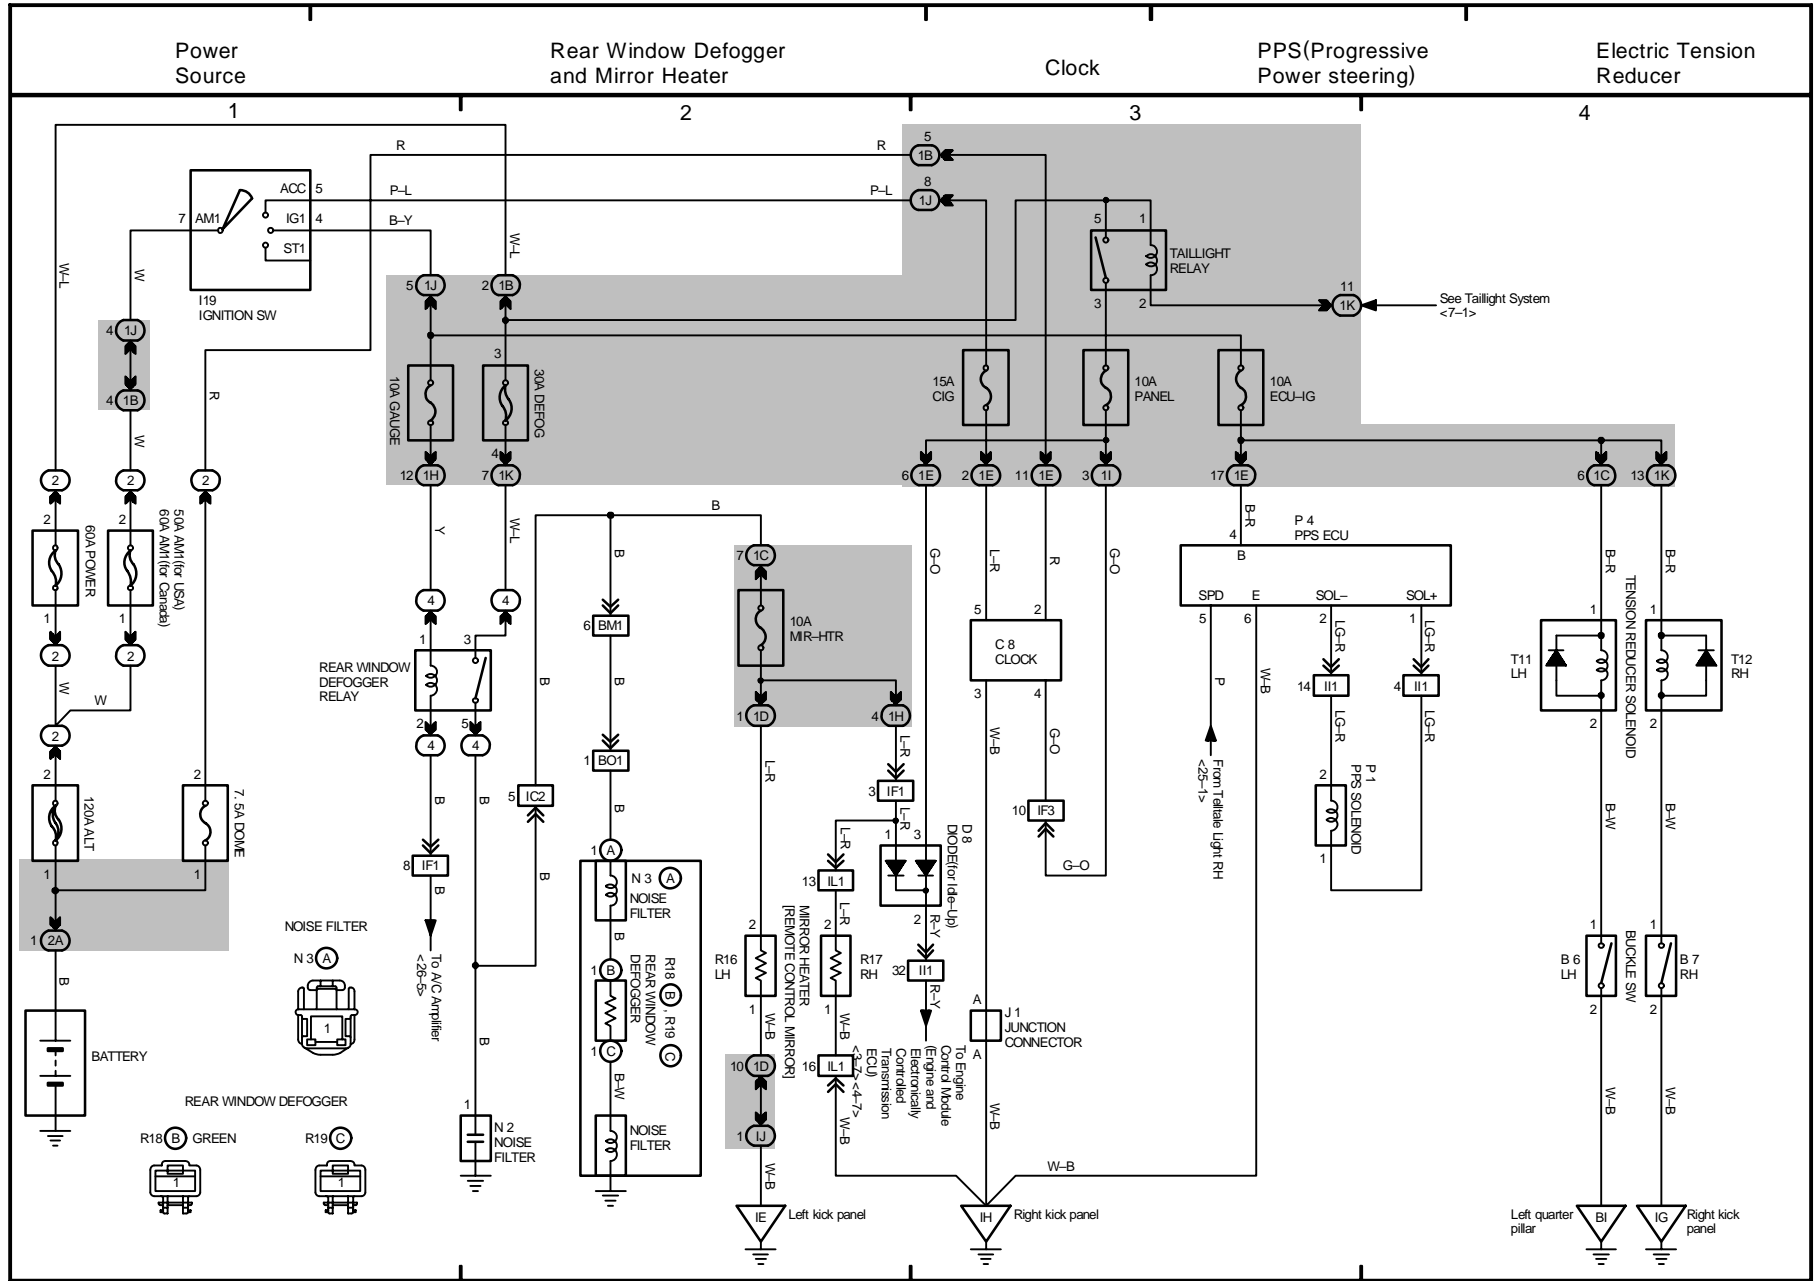 Power
Source
Rear Window Defogger
and Mirror Heater
Clock
PPS(Progressive
Power steering)
Electric Tension
Reducer
1
2
3
4
R
R
5
1B
ACC 5
P–L
P–L
8
1J
7 AM1
IG1 4
B–Y
ST1
I19
IGNITION SW
W–L
W
W–L
5 1J
2 1B
5
1
TAILLIGHT
RELAY
3
2
11
1K
See Taillight System
<7–1>
4 1J
4 1B
W
R
3
10A GAUGE
30A DEFOG
4
15A
CIG
10A
PANEL
10A
ECU–IG
12 1H
7 1K
6 1E
2 1E
11 1E
3 1I
17 1E
6 1C
13 1K
2
2
2
2
2
60A POWER
50A AM1(for USA)
60A AM1(for Canada)
1
1
2
2
W
W
2
2
2
120A ALT
7. 5A DOME
1
1
1 2A
B
BATTERY
Y
W–L
4
4
1
3
REAR WINDOW
DEFOGGER
RELAY
2
5
4
4
B
B
8 IF1
B
To A/C Amplifier
<26–5>
B
B
5 IC2
B
B
1
N 2
NOISE
FILTER
B
6 BM1
B
1 BO1
B
1 A
N 3 A
NOISE
FILTER
B
1 B
R18 B , R19 C
REAR WINDOW
DEFOGGER
1 C
B–W
NOISE
FILTER
7 1C
10A
MIR–HTR
1 1D
4 1H
L–R
L–R
3 IF1
L–R
L–R
13 IL1
L–R
2
2
R16
LH
R17
RH
MIRROR HEATER
[REMOTE CONTROL MIRROR]
1
1
W–B
W–B
10 1D
16 IL1
1 IJ
W–B
W–B
IE Left kick panel
G–O
1
3
D 8
DIODE(for Idle–Up)
2
R–Y
32 II1
R–Y
To Engine
Control Module
(Engine and
Electronically
Controlled
Transmission
ECU)
<3–7><4–7>
L–R
R
G–O
5
2
C 8
CLOCK
3
4
W–B
G–O
10 IF3
G–O
A
J 1
JUNCTION
CONNECTOR
A
W–B
W–B
IH Right kick panel
B–R
P 4
PPS ECU
4
B
SPD
E
SOL–
SOL+
5
6
2
1
P
W–B
LG–R
LG–R
14 II1
4 II1
LG–R
LG–R
From Telltale Light RH
<25–1>
2
P 1
PPS SOLENOID
1
B–R
B–R
1
1
T11
LH
TENSION REDUCER SOLENOID
T12
RH
2
2
B–W
B–W
1
1
B 6
LH
BUCKLE SW
B 7
RH
2
2
W–B
W–B
Left quarter
pillar
BI
IG
Right kick
panel
NOISE FILTER
N 3 A
1
REAR WINDOW DEFOGGER
R18 B GREEN
R19 C
1
1